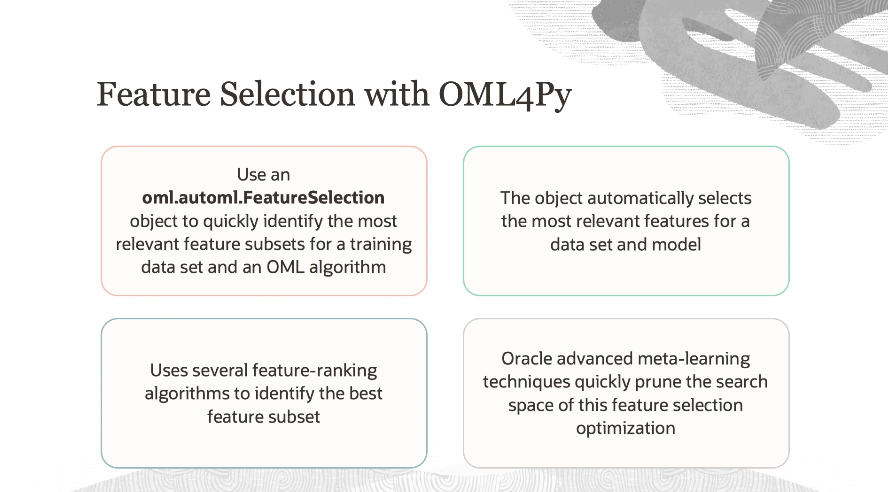 Feature Selection with OML4Py
Use an
oml.automl.FeatureSelection
object to quickly identify the most
relevant feature subsets for a training
data set and an OML algorithm
The object automatically selects
the most relevant features for a
data set and model
Uses several feature-ranking
algorithms to identify the best
feature subset
Oracle advanced meta-learning
techniques quickly prune the search
space of this feature selection
optimization